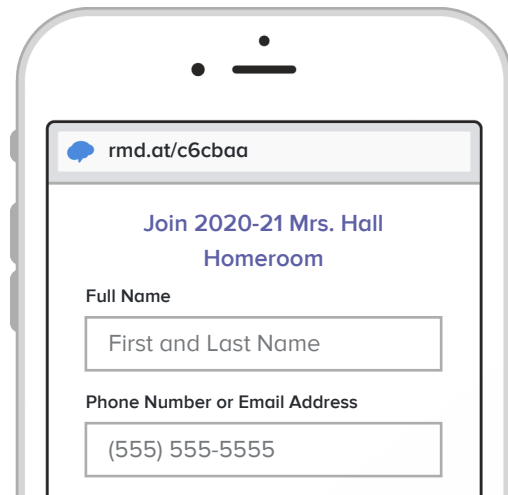 rmd.at/c6cbaa
Join 2020-21 Mrs. Hall
Homeroom
Full Name
First and Last Name
Phone Number or Email Address
(555) 555-5555